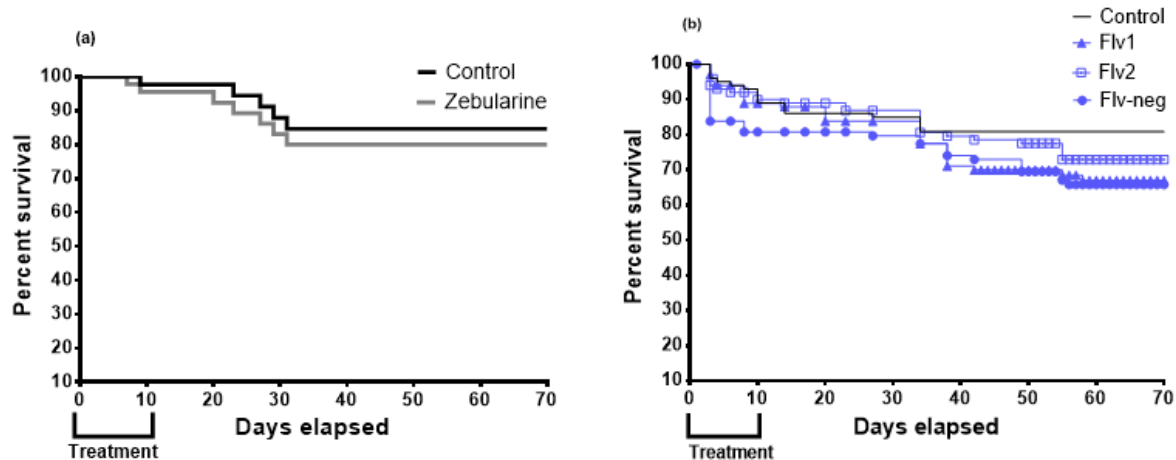 (a)
Control
Zebularine
Percent survival
100
90
80
70
60
50
40
30
20
10
0 10 20 30 40 50 60 70
Days elapsed
Treatment
(b)
Control
Flv1
Flv2
Flv-neg
Percent survival
100
90
80
70
60
50
40
30
20
10
0 10 20 30 40 50 60 70
Days elapsed
Treatment